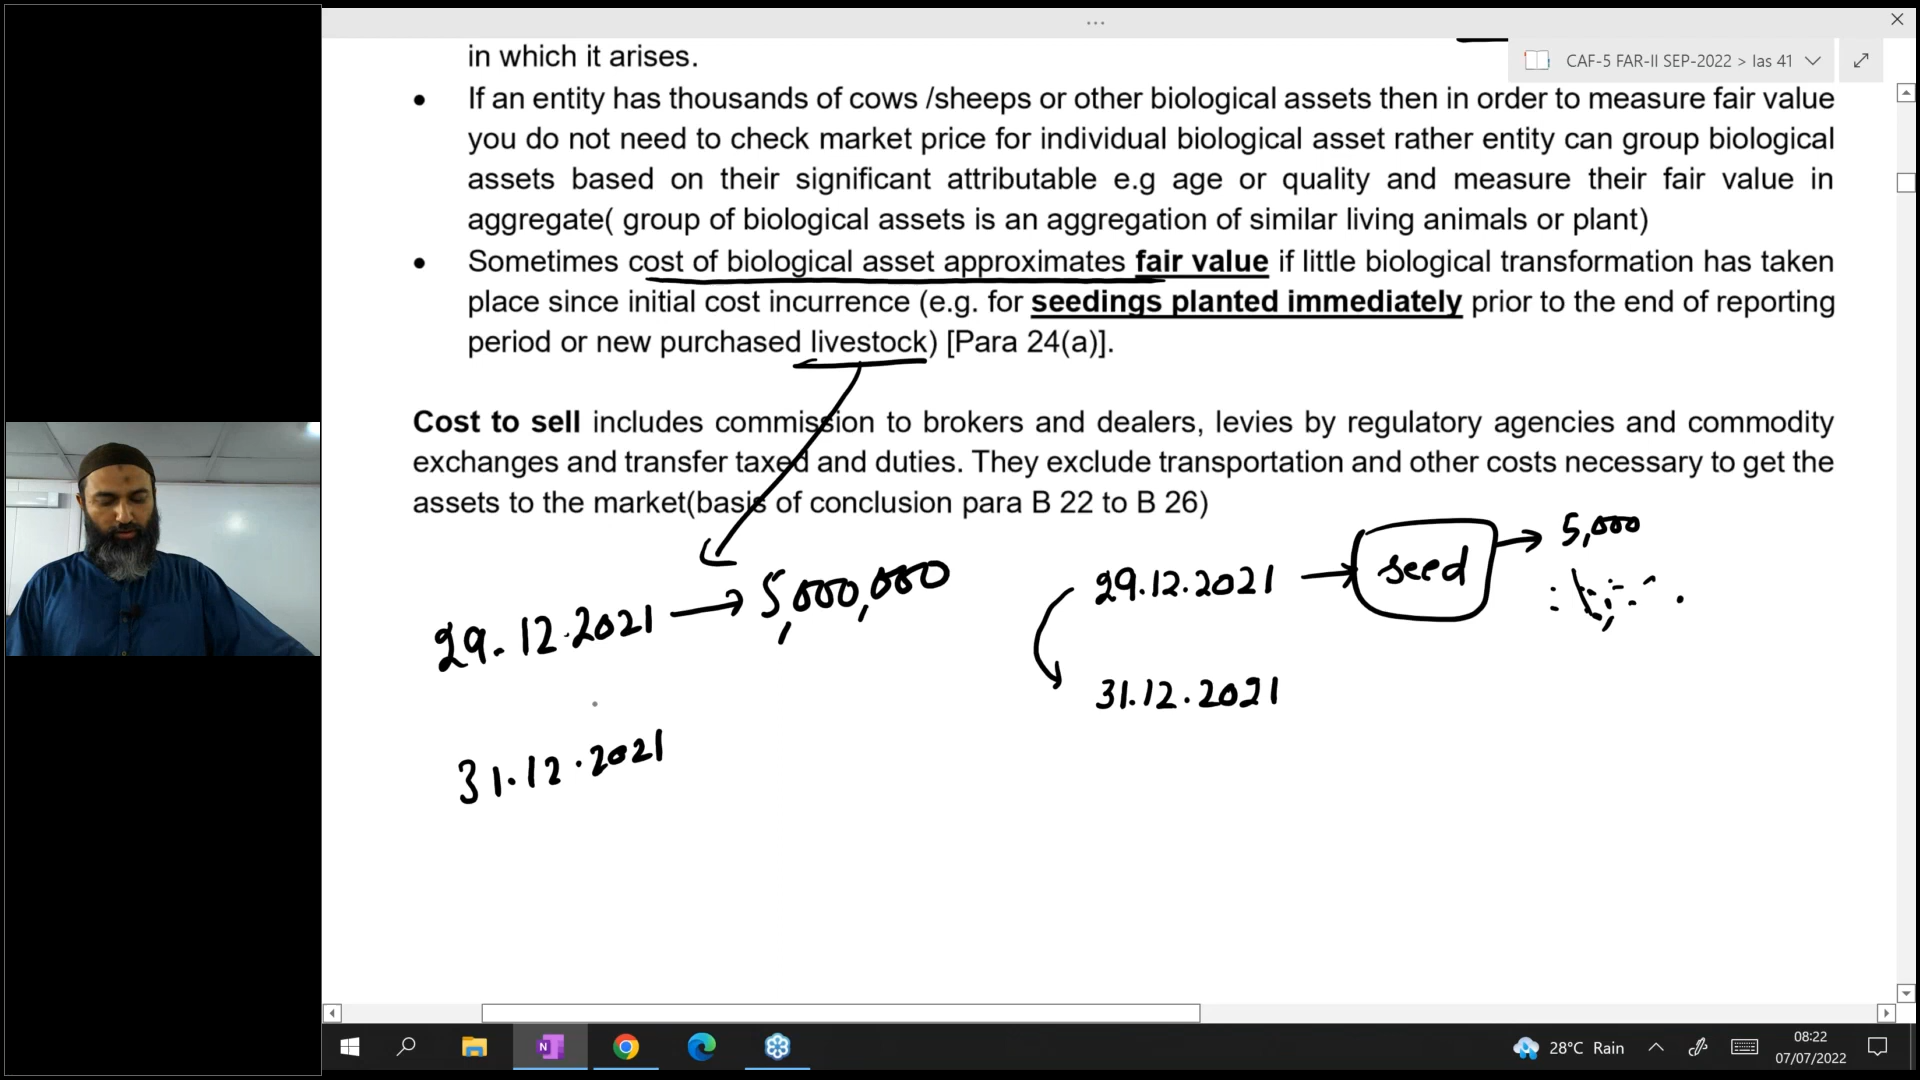 in which it arises.
CAF-5 FAR-II SEP-2022 > Ias 41
• If an entity has thousands of cows /sheeps or other biological assets then in order to measure fair value
you do not need to check market price for individual biological asset rather entity can group biological
assets based on their significant attributable e.g age or quality and measure their fair value in
aggregate( group of biological assets is an aggregation of similar living animals or plant)
• Sometimes cost of biological asset approximates fair value if little biological transformation has taken
place since initial cost incurrence (e.g. for seedings planted immediately prior to the end of reporting
period or new purchased livestock) [Para 24(a)].
Cost to sell includes commission to brokers and dealers, levies by regulatory agencies and commodity
exchanges and transfer taxed and duties. They exclude transportation and other costs necessary to get the
assets to the market(basis of conclusion para B 22 to B 26)
29.12.2021 → 5,000,000
31.12.2021
29.12.2021 → seed → 5,000
31.12.2021
28°C Rain
08:22
07/07/2022